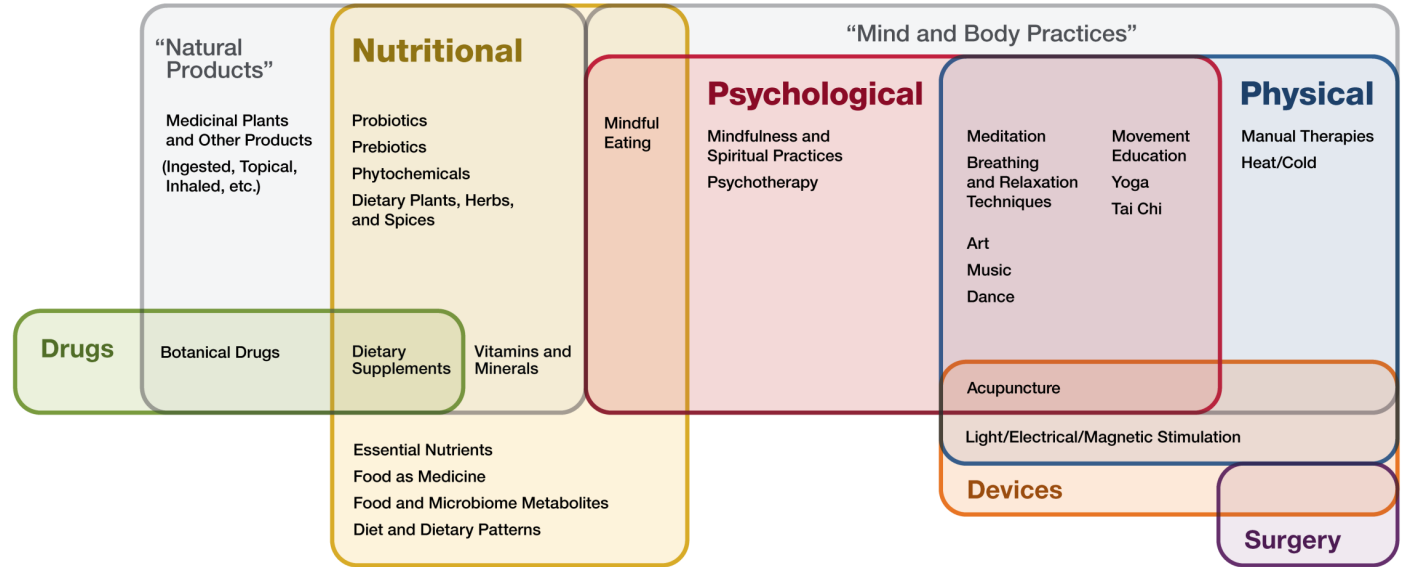 “Natural
Products”
Medicinal Plants
and Other Products
(Ingested, Topical,
Inhaled, etc.)
Nutritional
Probiotics
Prebiotics
Phytochemicals
Dietary Plants, Herbs,
and Spices
“Mind and Body Practices”
Mindful
Eating
Psychological
Mindfulness and
Spiritual Practices
Psychotherapy
Meditation
Breathing
and Relaxation
Techniques
Art
Music
Dance
Movement
Education
Yoga
Tai Chi
Physical
Manual Therapies
Heat/Cold
Drugs
Botanical Drugs
Dietary
Supplements
Vitamins and
Minerals
Acupuncture
Light/Electrical/Magnetic Stimulation
Essential Nutrients
Food as Medicine
Food and Microbiome Metabolites
Diet and Dietary Patterns
Devices
Surgery